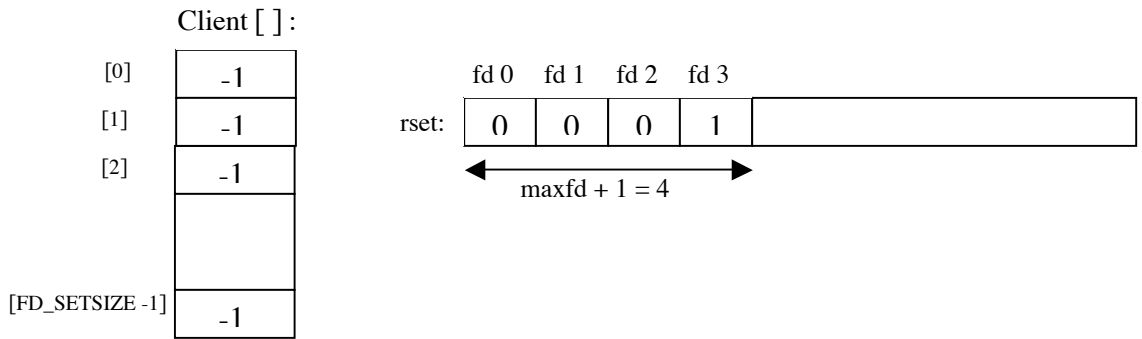 Client [ ] :
[0] -1 fd 0 fd 1 fd 2 fd 3
[1] -1 rset: 0 0 0 1
[2] -1
maxfd + 1 = 4
[FD_SETSIZE -1] -1